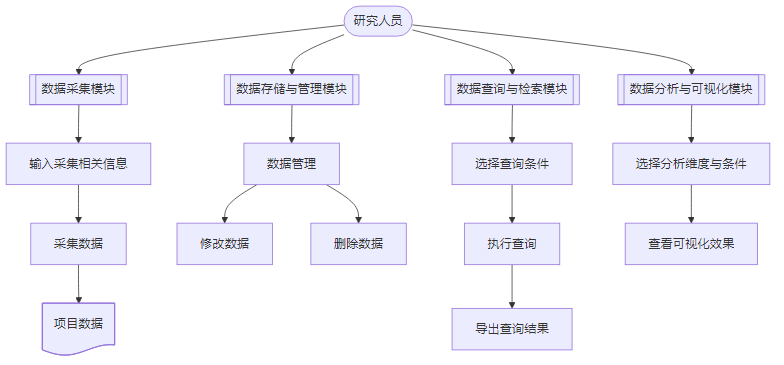 研究人员
数据采集模块
数据存储与管理模块
数据查询与检索模块
数据分析与可视化模块
输入采集相关信息
数据管理
选择查询条件
选择分析维度与条件
采集数据
修改数据
删除数据
执行查询
查看可视化效果
项目数据
导出查询结果